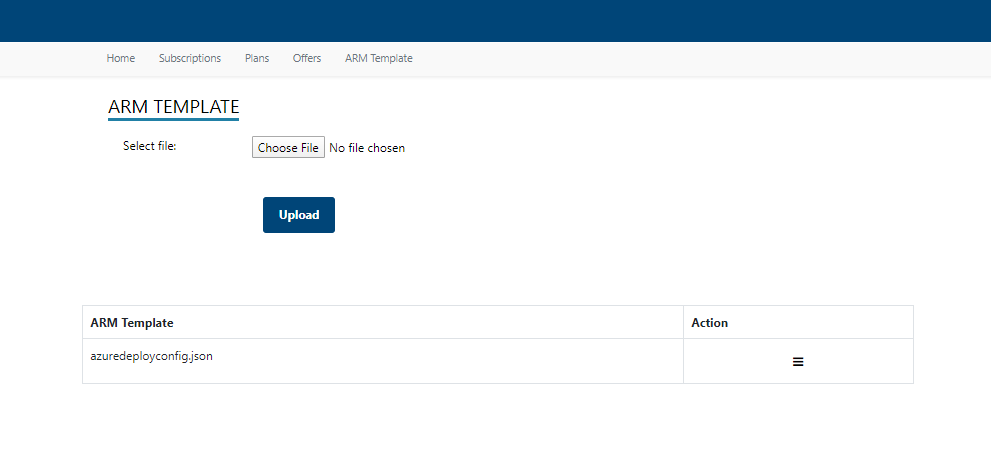 Home Subscriptions Plans Offers ARM Template
ARM TEMPLATE
Select file: Choose File No file chosen
Upload
ARM Template Action
azuredeployconfig.json